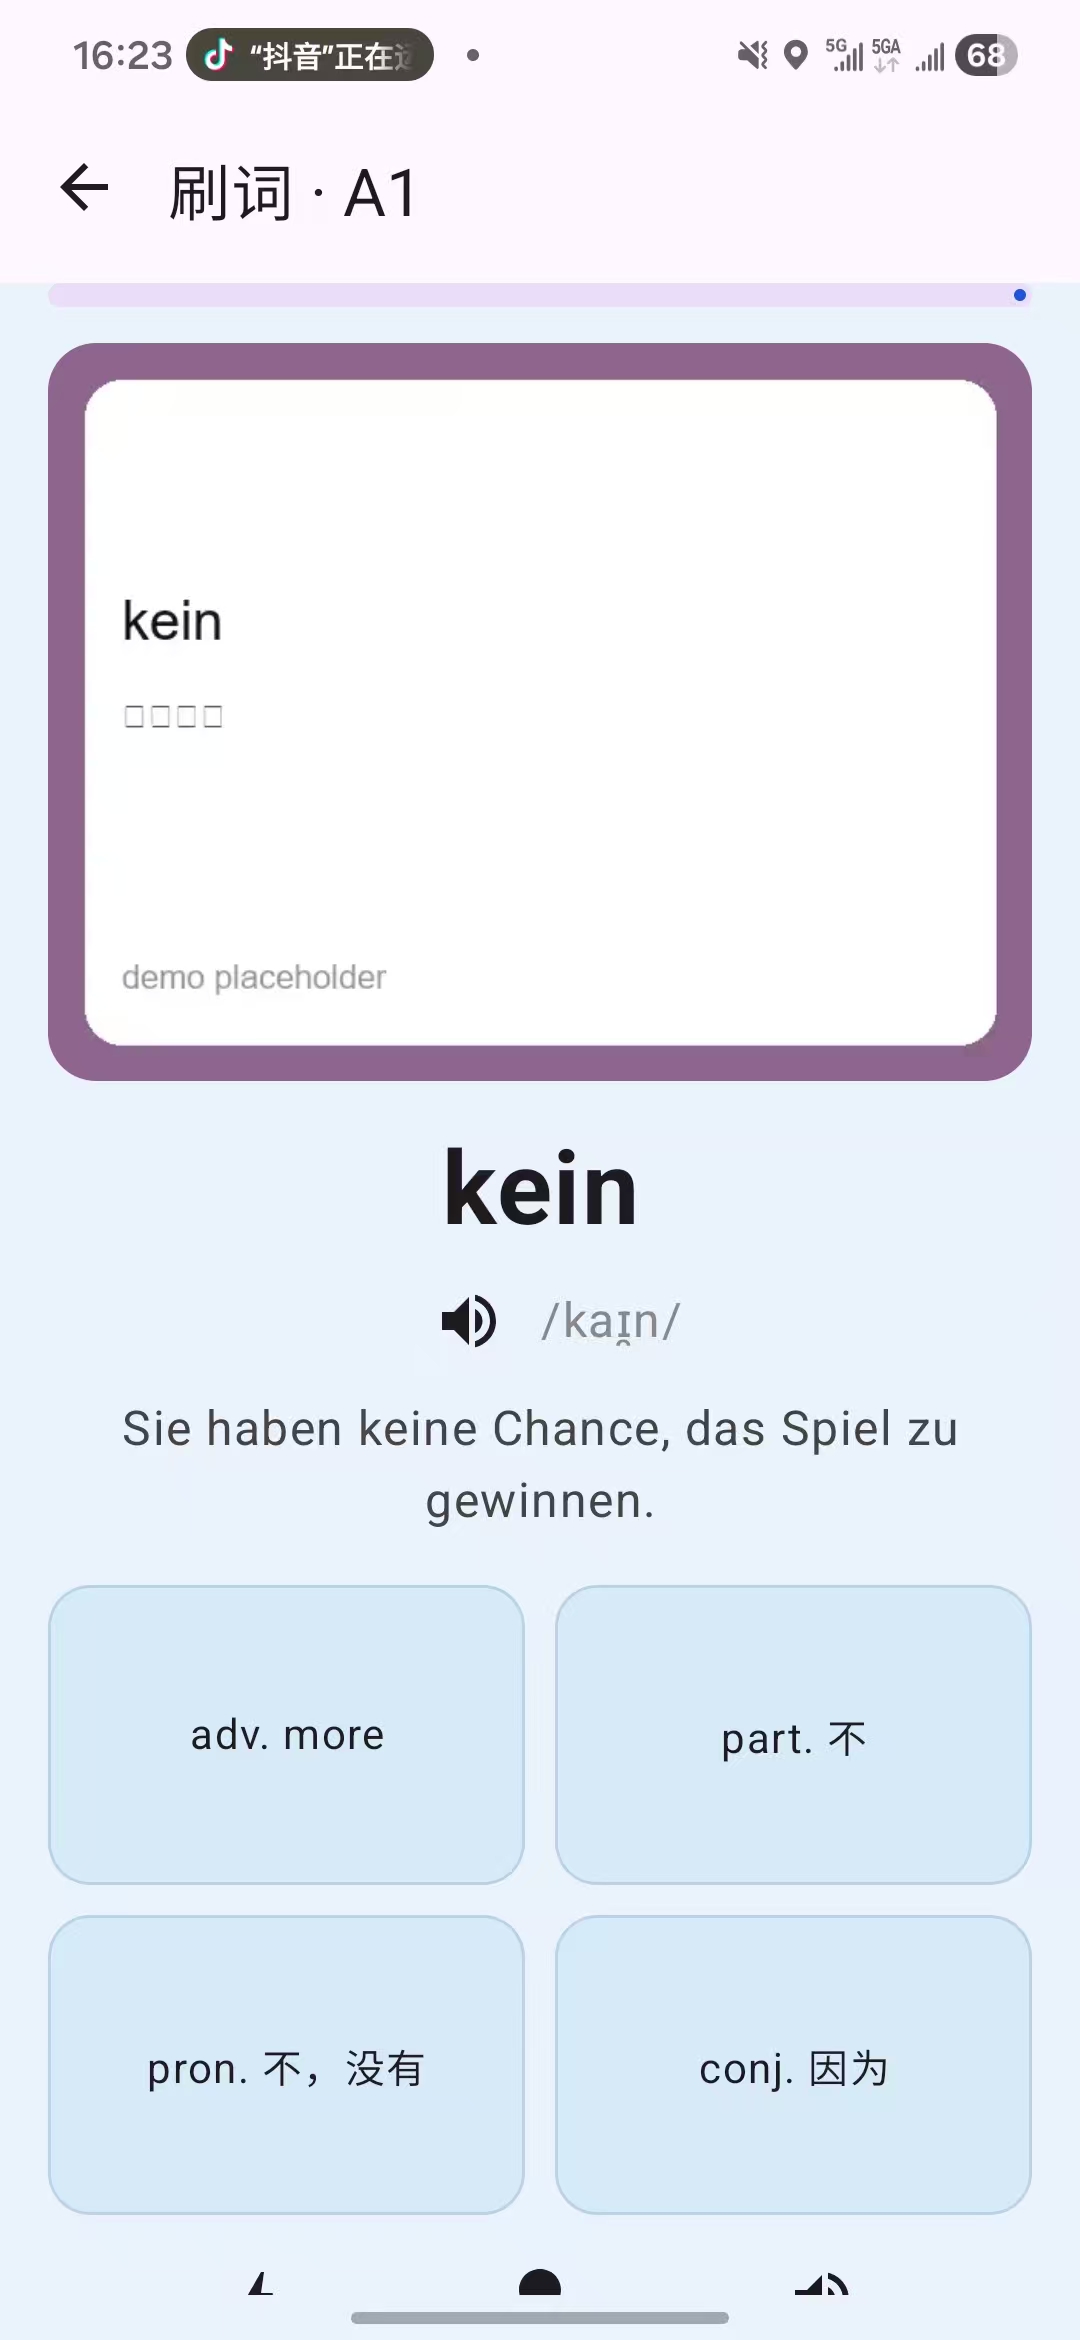 16:23 “抖音”正在 5G 5GA 68
刷词 · A1
kein
demo placeholder
kein
/kaɪ̯n/
Sie haben keine Chance, das Spiel zu
gewinnen.
adv. more
part. 不
pron. 不，没有
conj. 因为